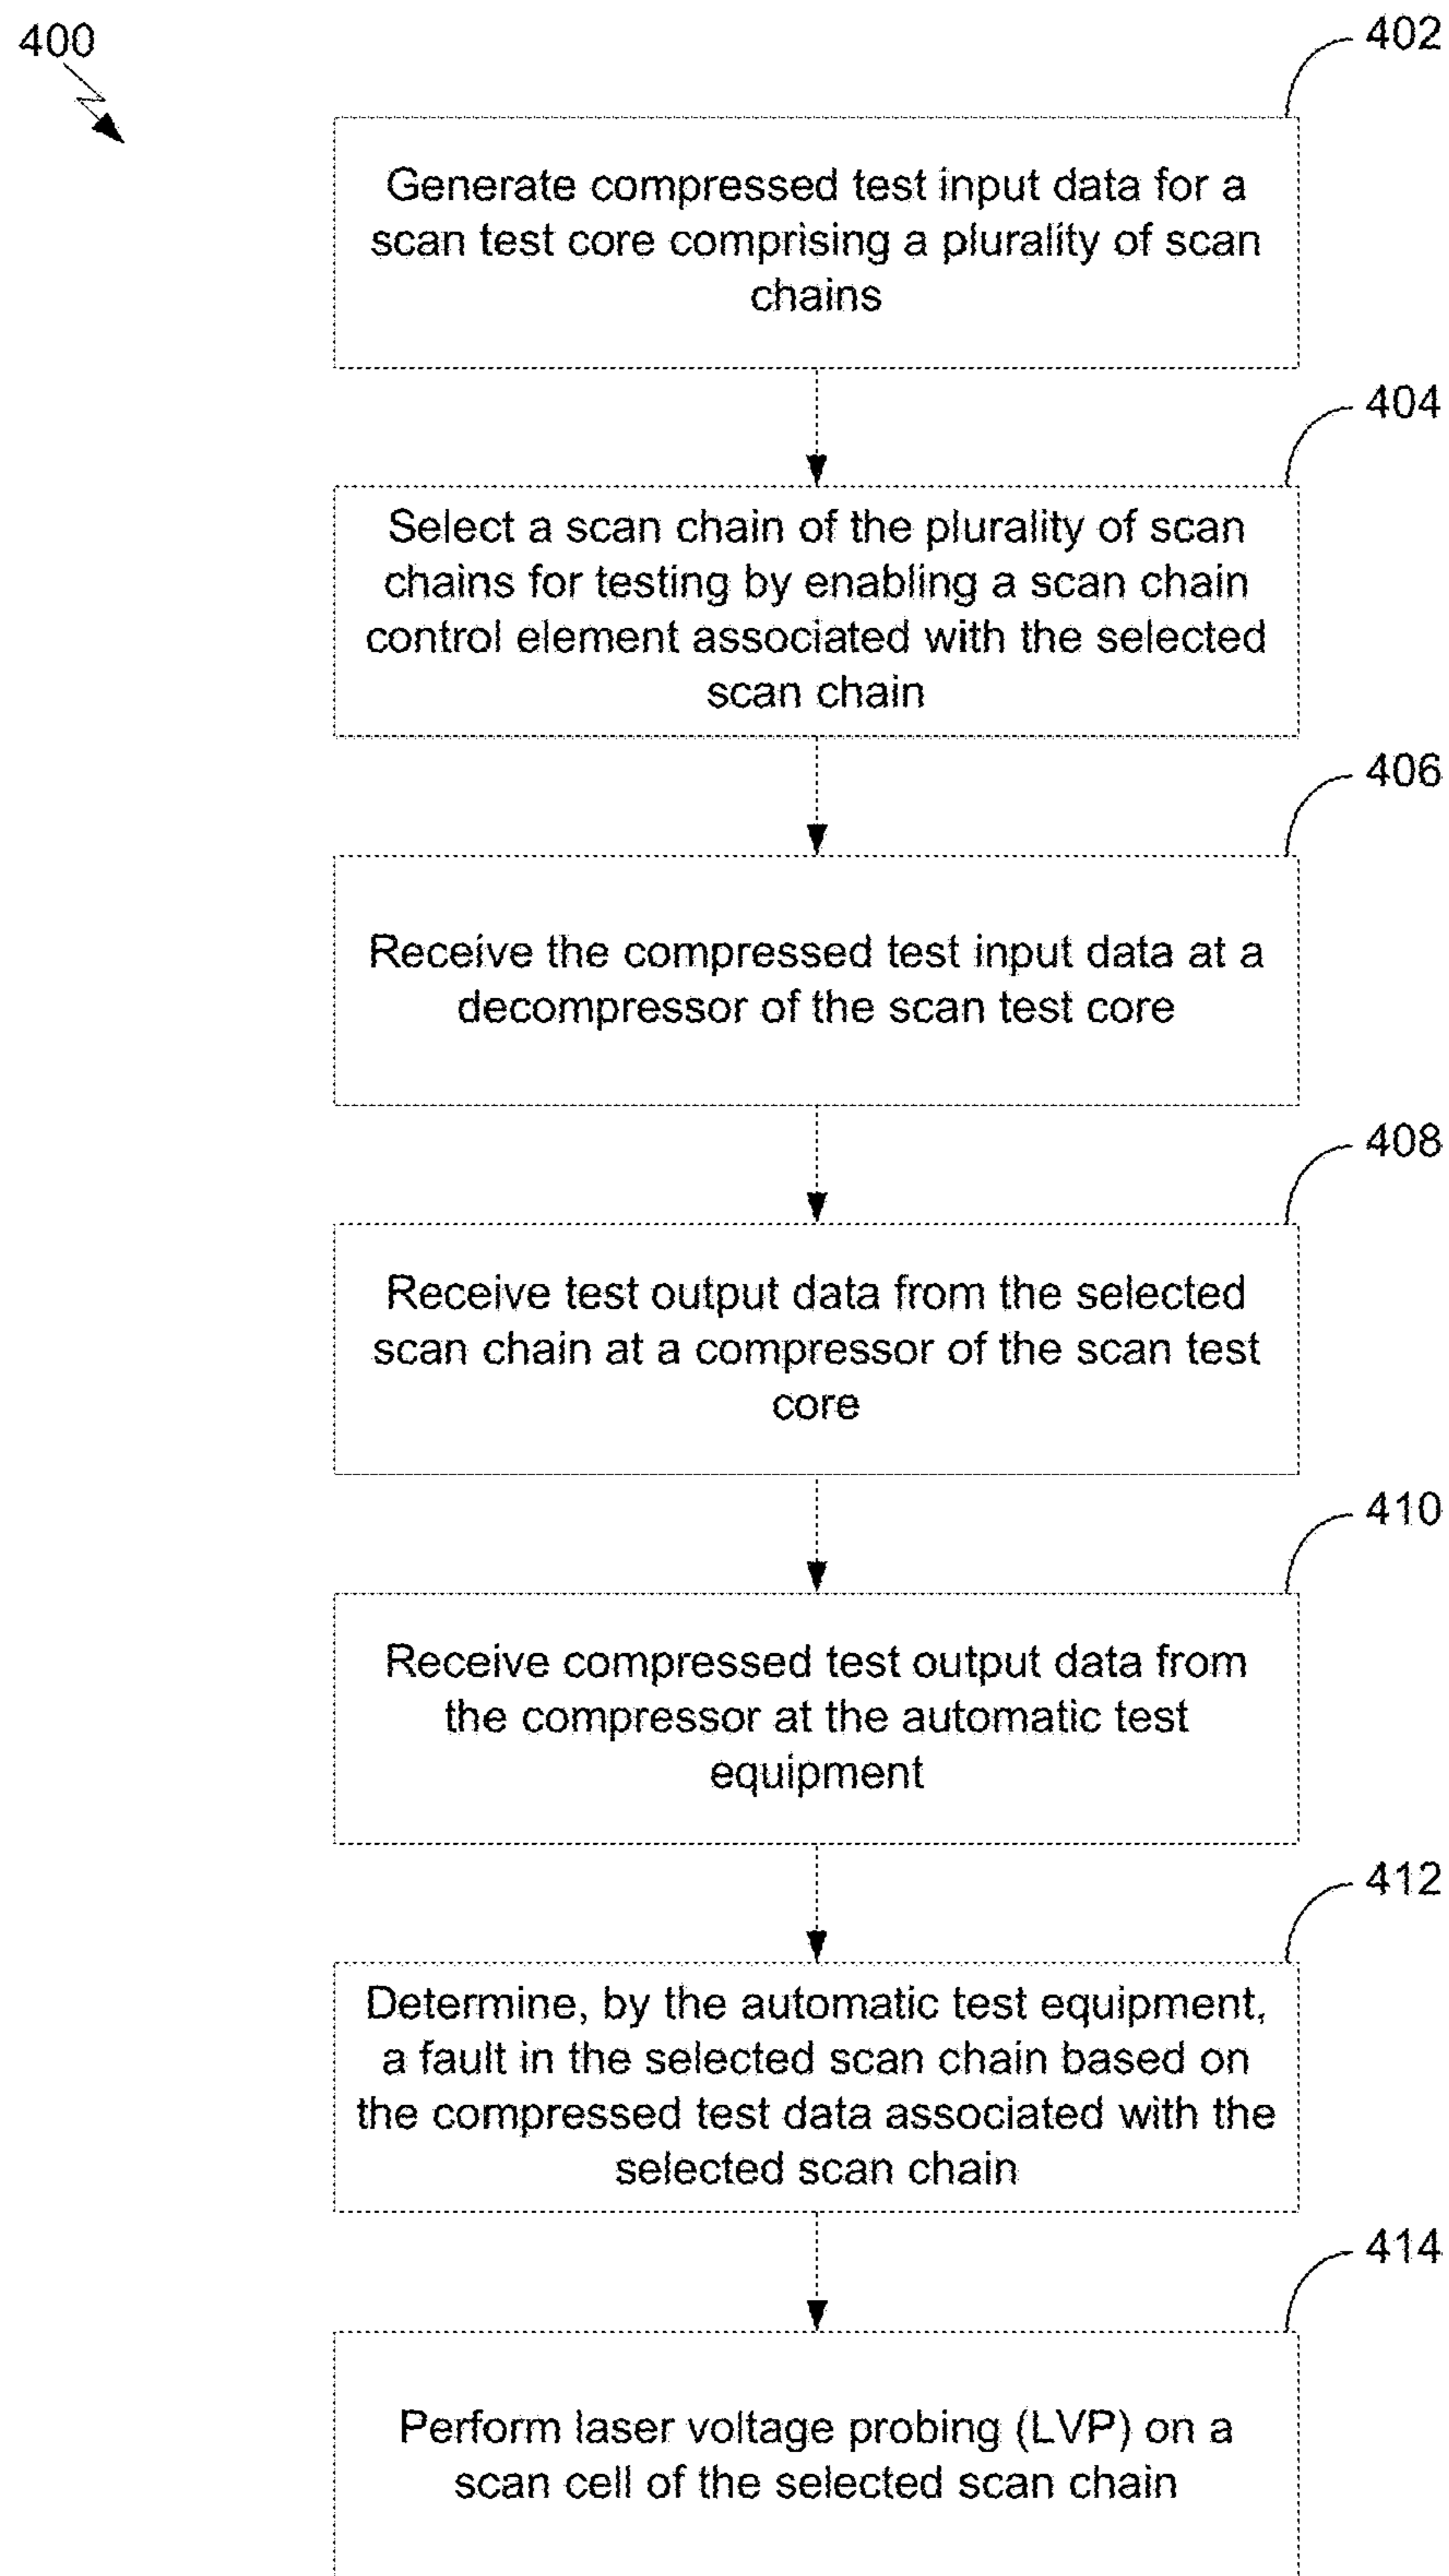 400
402
Generate compressed test input data for a
scan test core comprising a plurality of scan
chains
404
Select a scan chain of the plurality of scan
chains for testing by enabling a scan chain
control element associated with the selected
scan chain
406
Receive the compressed test input data at a
decompressor of the scan test core
408
Receive test output data from the selected
scan chain at a compressor of the scan test
core
410
Receive compressed test output data from
the compressor at the automatic test
equipment
412
Determine, by the automatic test equipment,
a fault in the selected scan chain based on
the compressed test data associated with the
selected scan chain
414
Perform laser voltage probing (LVP) on a
scan cell of the selected scan chain